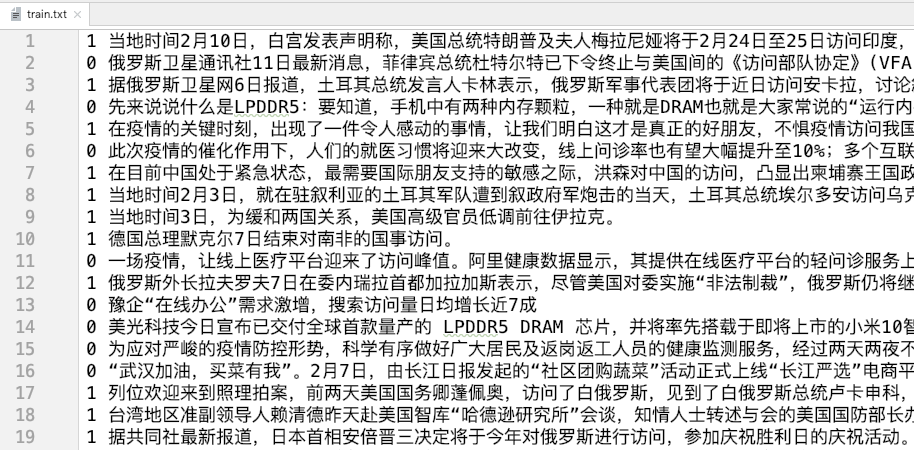 train.txt
1 1 当地时间2月10日，白宫发表声明称，美国总统特朗普及夫人梅拉尼娅将于2月24日至25日访问印度，
2 0 俄罗斯卫星通讯社11日最新消息，菲律宾总统杜特尔特已下令终止与美国间的《访问部队协定》(VFA
3 1 据俄罗斯卫星网6日报道，土耳其总统发言人卡林表示，俄罗斯军事代表团将于近日访问安卡拉，讨论
4 0 先来说说什么是LPDDR5：要知道，手机中有两种内存颗粒，一种就是DRAM也就是大家常说的“运行内
5 1 在疫情的关键时刻，出现了一件令人感动的事情，让我们明白这才是真正的好朋友，不惧疫情访问我国
6 0 此次疫情的催化作用下，人们的就医习惯将迎来大改变，线上问诊率也有望大幅提升至10%；多个互联
7 1 在目前中国处于紧急状态，最需要国际朋友支持的敏感之际，洪森对中国的访问，凸显出柬埔寨王国政
8 1 当地时间2月3日，就在驻叙利亚的土耳其军队遭到叙政府军炮击的当天，土耳其总统埃尔多安访问乌克
9 1 当地时间3日，为缓和两国关系，美国高级官员低调前往伊拉克。
10 1 德国总理默克尔7日结束对南非的国事访问。
11 0 一场疫情，让线上医疗平台迎来了访问峰值。阿里健康数据显示，其提供在线医疗平台的轻问诊服务上
12 1 俄罗斯外长拉夫罗夫7日在委内瑞拉首都加拉加斯表示，尽管美国对委实施“非法制裁”，俄罗斯仍将继
13 0 豫企“在线办公”需求激增，搜索访问量日均增长近7成
14 0 美光科技今日宣布已交付全球首款量产的 LPDDR5 DRAM 芯片，并将率先搭载于即将上市的小米10智
15 0 为应对严峻的疫情防控形势，科学有序做好广大居民及返岗返工人员的健康监测服务，经过两天两夜不
16 0 “武汉加油，买菜有我”。2月7日，由长江日报发起的“社区团购蔬菜”活动正式上线“长江严选”电商平
17 1 列位欢迎来到照理拍案，前两天美国国务卿蓬佩奥，访问了白俄罗斯，见到了白俄罗斯总统卢卡申科，
18 1 台湾地区准副领导人赖清德昨天赴美国智库“哈德逊研究所”会谈，知情人士转述与会的美国国防部长办
19 1 据共同社最新报道，日本首相安倍晋三决定将于今年对俄罗斯进行访问，参加庆祝胜利日的庆祝活动。